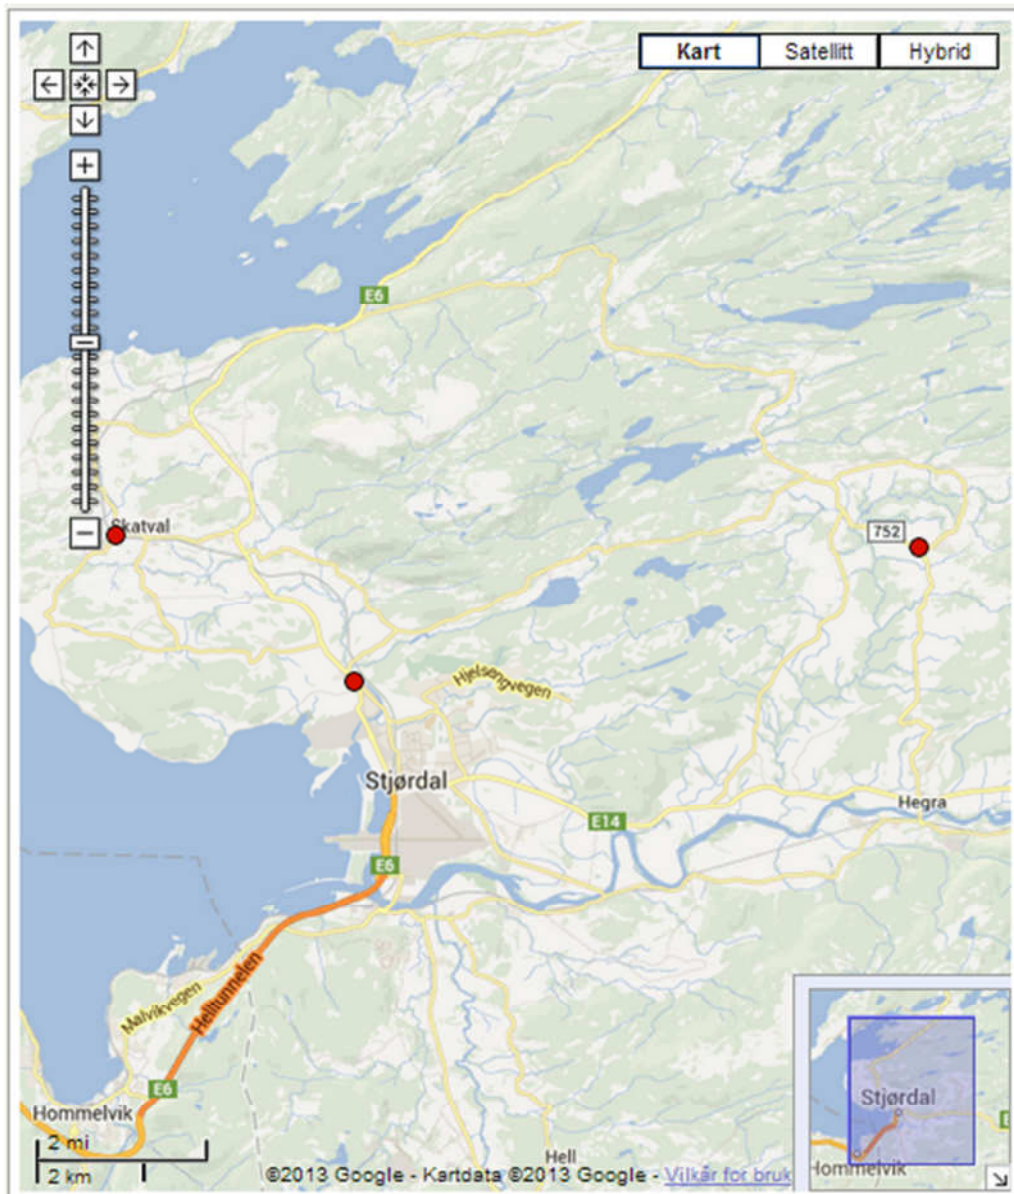 Kart
Satellitt
Hybrid
E6
Skatval
752
Hjelsengvegen
Stjørdal
Hegra
E14
E6
Helltunnelen
Malvikvegen
E6
Hommelvik
2 mi
2 km
Hell
©2013 Google - Kartdata ©2013 Google - Vilkår for bruk
Stjørdal
E
Hommelvik